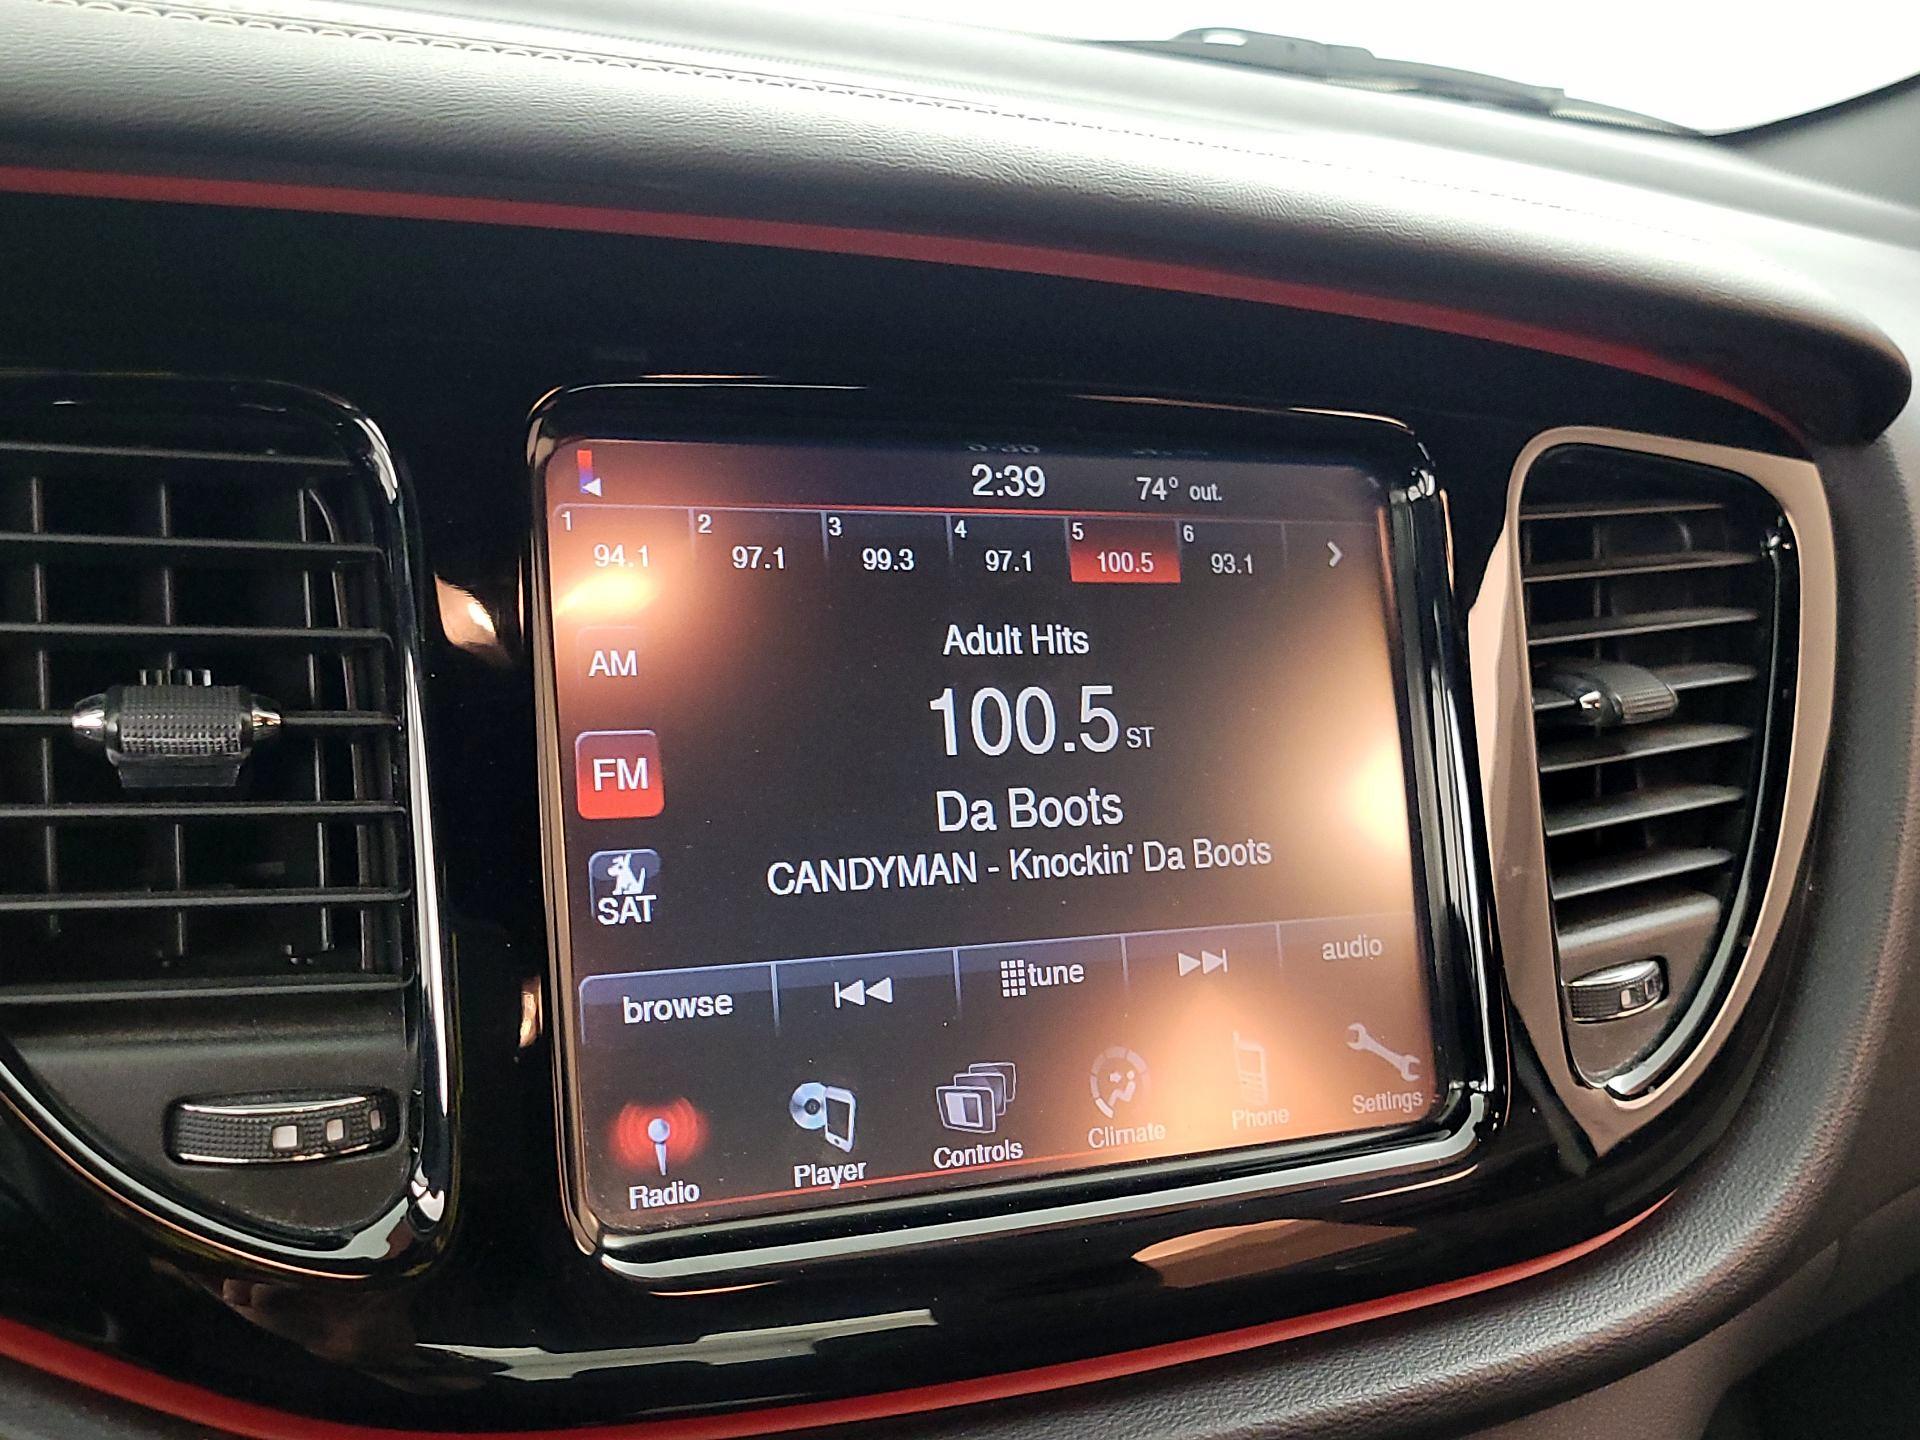 2:39 74° out.
1 2 3 4 5 6
94.1 97.1 99.3 97.1 100.5 93.1
Adult Hits
AM
100.5 ST
FM
Da Boots
CANDYMAN - Knockin' Da Boots
SAT
browse tune audio
Radio Player Controls Climate Phone Settings